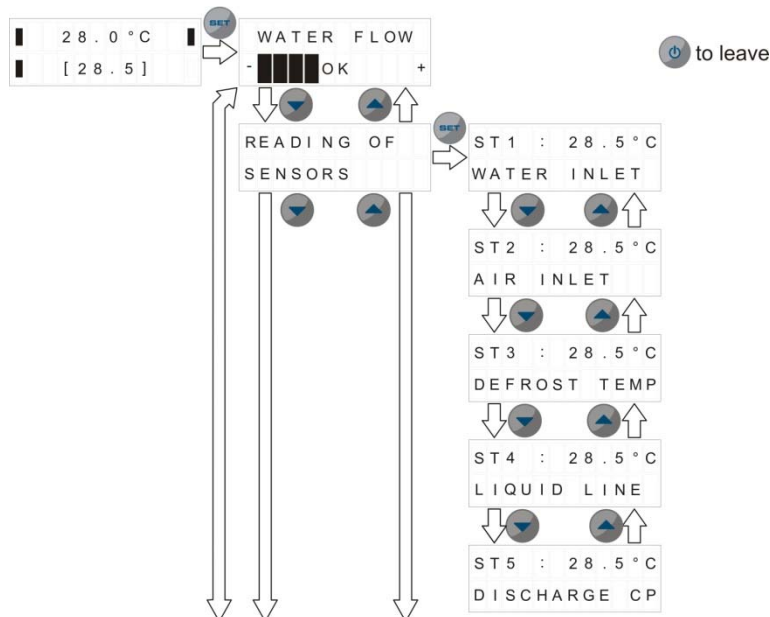 28.0°C
[28.5]
SET
WATER FLOW
- OK +
to leave
READING OF
SENSORS
SET
ST1 : 28.5°C
WATER INLET
ST2 : 28.5°C
AIR INLET
ST3 : 28.5°C
DEFROST TEMP
ST4 : 28.5°C
LIQUID LINE
ST5 : 28.5°C
DISCHARGE CP